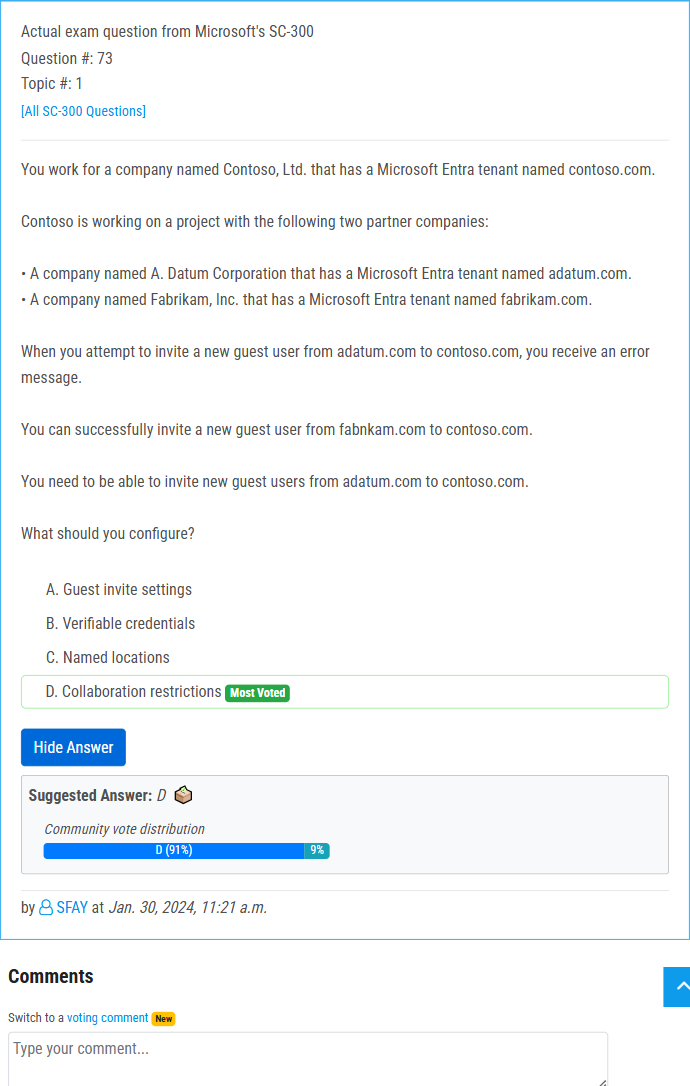 Actual exam question from Microsoft's SC-300
Question #: 73
Topic #: 1
[All SC-300 Questions]
You work for a company named Contoso, Ltd. that has a Microsoft Entra tenant named contoso.com.
Contoso is working on a project with the following two partner companies:
• A company named A. Datum Corporation that has a Microsoft Entra tenant named adatum.com.
• A company named Fabrikam, Inc. that has a Microsoft Entra tenant named fabrikam.com.
When you attempt to invite a new guest user from adatum.com to contoso.com, you receive an error
message.
You can successfully invite a new guest user from fabnkam.com to contoso.com.
You need to be able to invite new guest users from adatum.com to contoso.com.
What should you configure?
A. Guest invite settings
B. Verifiable credentials
C. Named locations
D. Collaboration restrictions Most Voted
Hide Answer
Suggested Answer: D
Community vote distribution
D (91%) 9%
by SFAY at Jan. 30, 2024, 11:21 a.m.
Comments
Switch to a voting comment New
Type your comment...